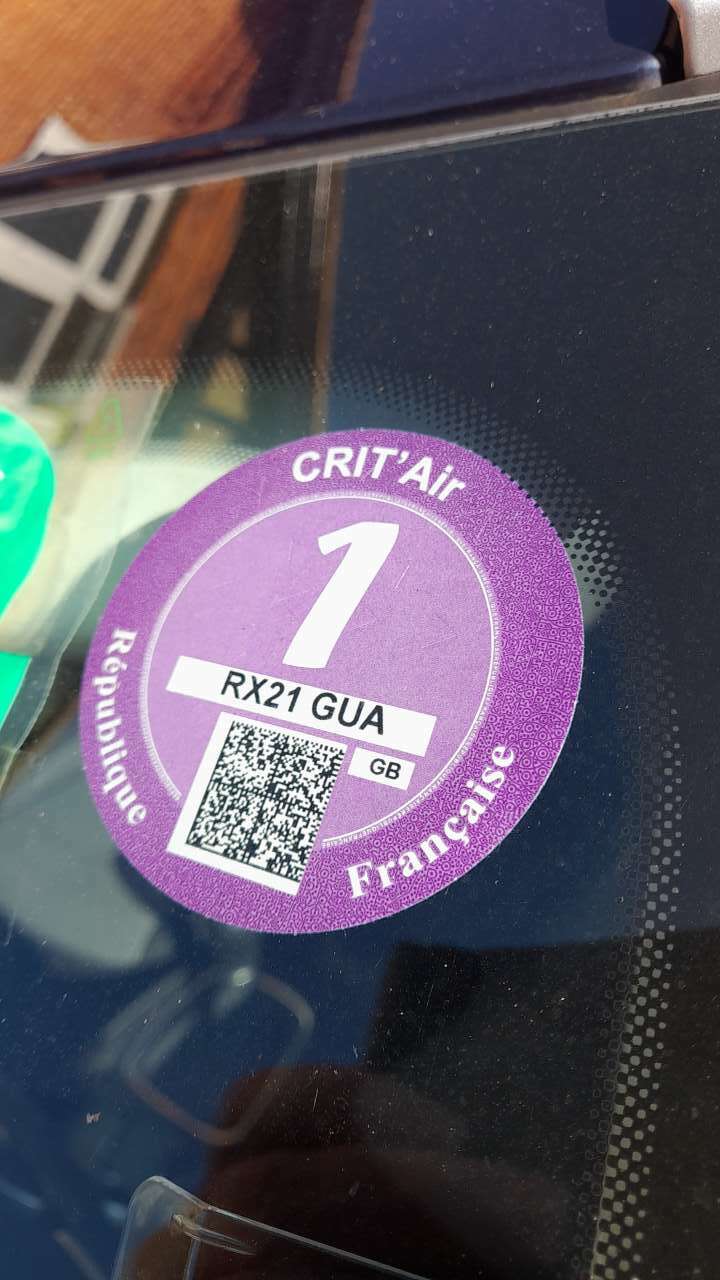 CRIT'Air
1
RX21 GUA
GB
République
Française